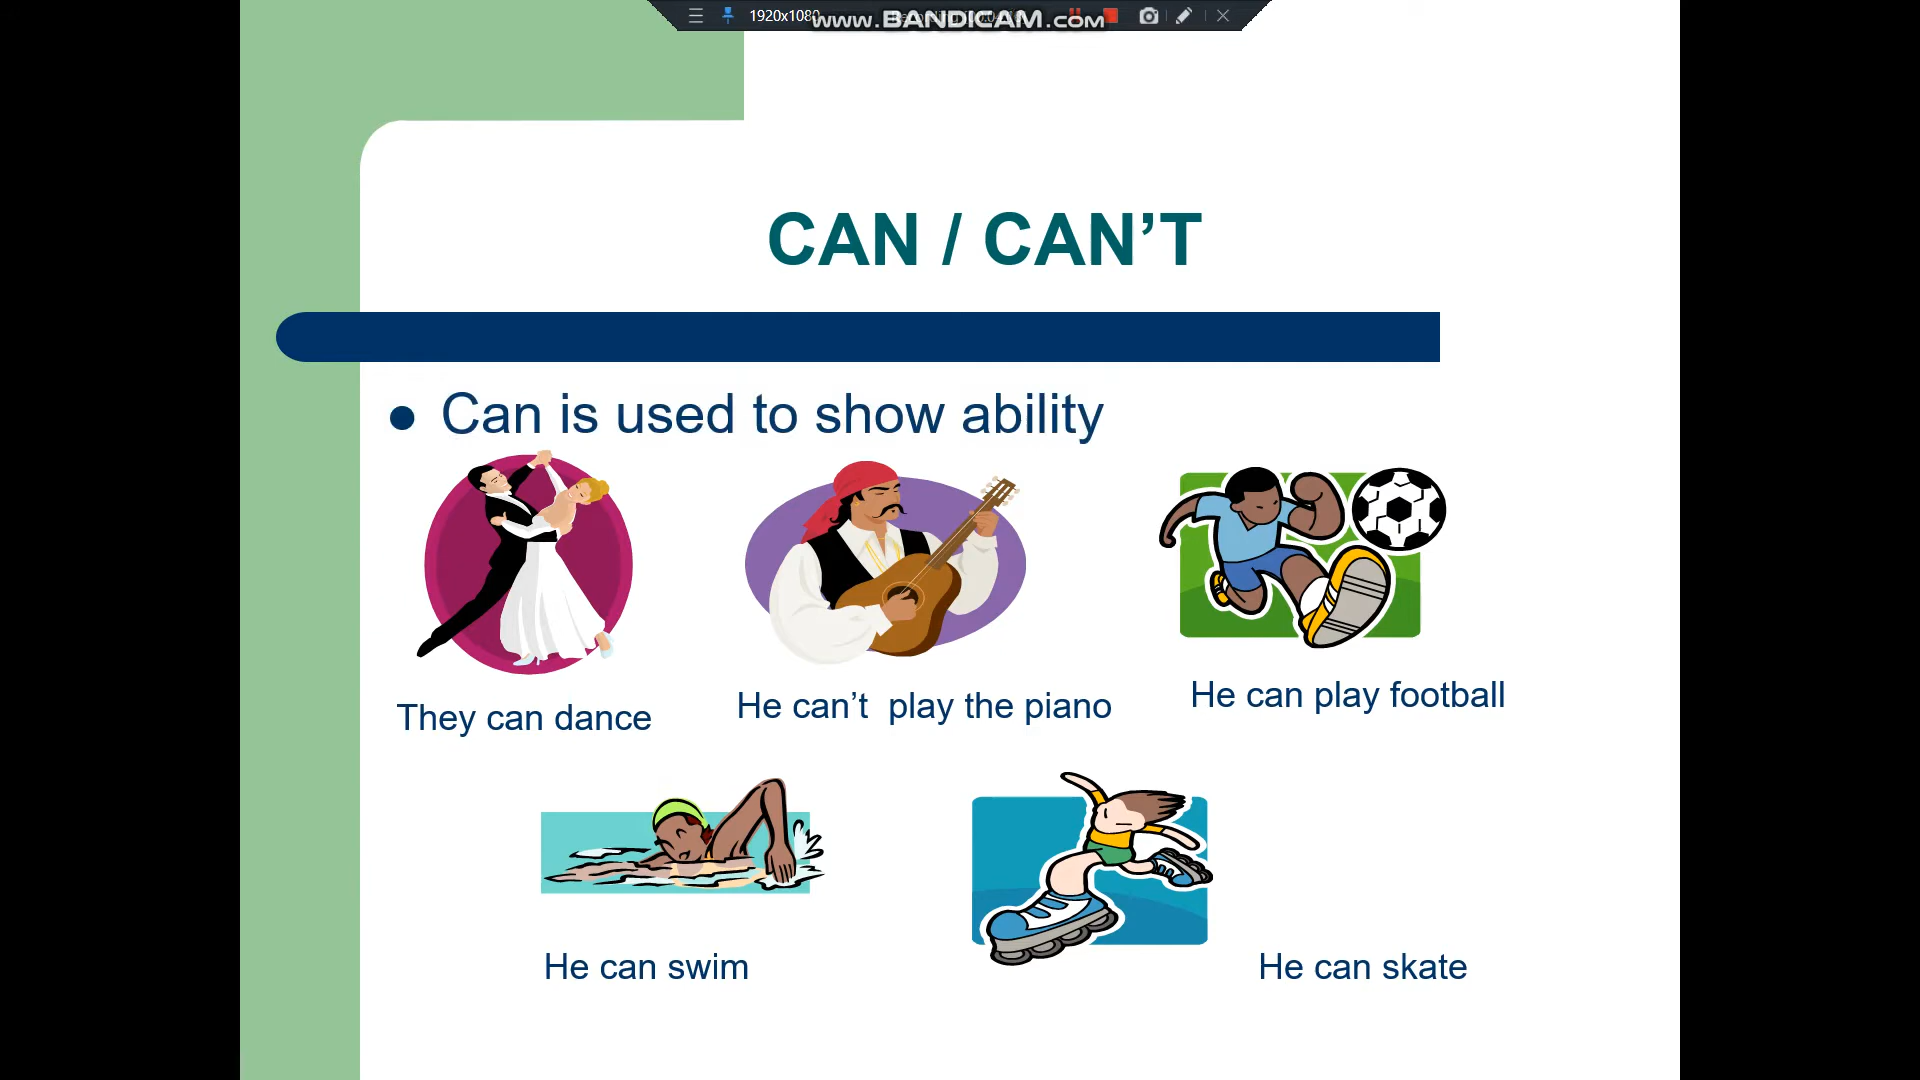 1920x1080
www.BANDICAM.com
CAN / CAN’T
Can is used to show ability
They can dance
He can’t play the piano
He can play football
He can swim
He can skate